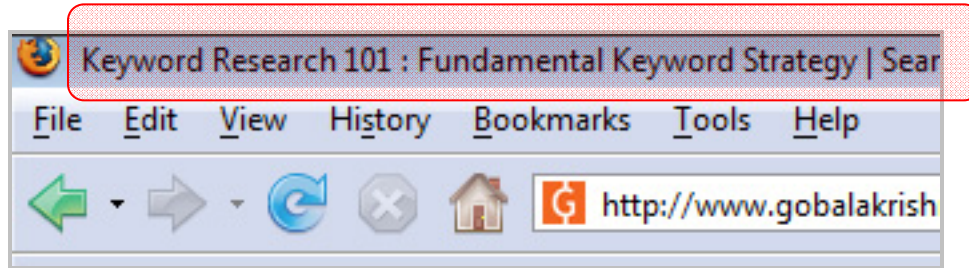 Keyword Research 101 : Fundamental Keyword Strategy | Sear
File Edit View History Bookmarks Tools Help
http://www.gobalakrish